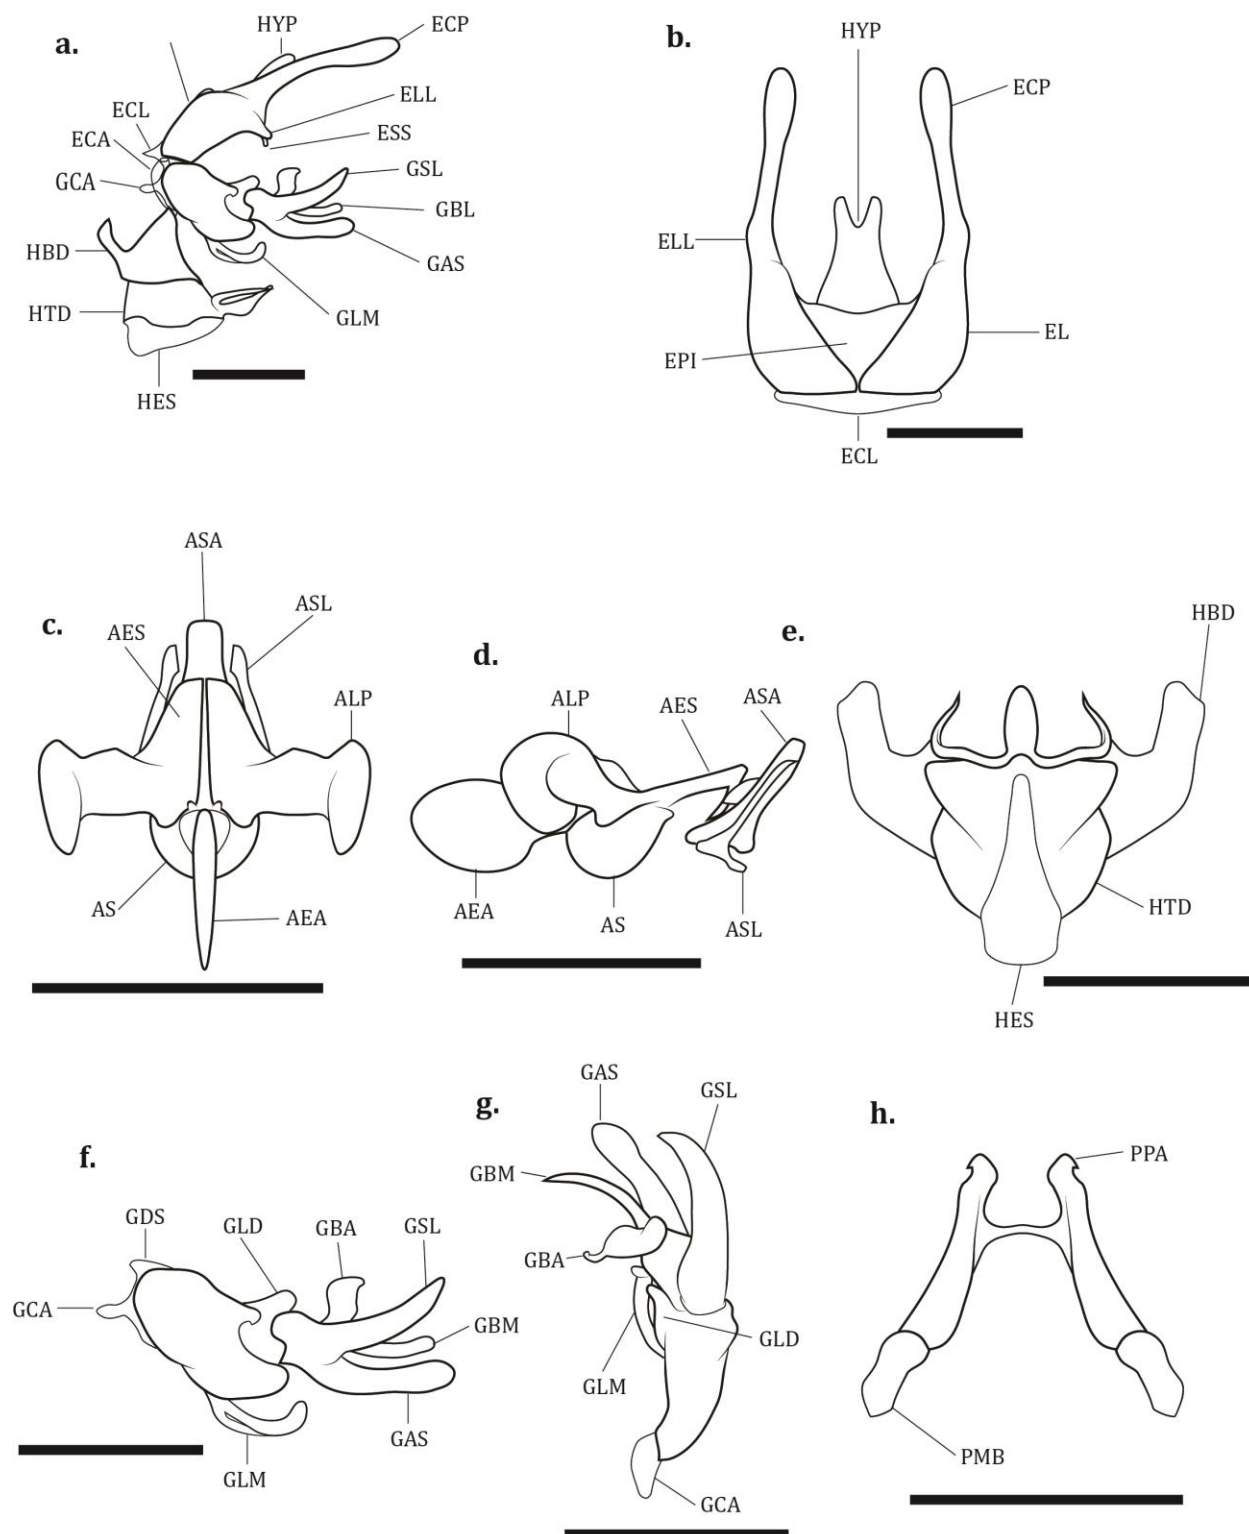 a.
HYP
ECP
ECL
ELL
ECA
ESS
GCA
GSL
GBL
HBD
GAS
HTD
GLM
HES
b.
HYP
ECP
ELL
EPI
EL
ECL
c.
ASA
AES
ASL
ALP
AS
AEA
d.
ALP
AES
ASA
AEA
AS
ASL
e.
HBD
HTD
HES
f.
GDS
GLD
GBA
GSL
GCA
GBM
GAS
GLM
g.
GAS
GSL
GBM
GBA
GLD
GLM
GCA
h.
PPA
PMB